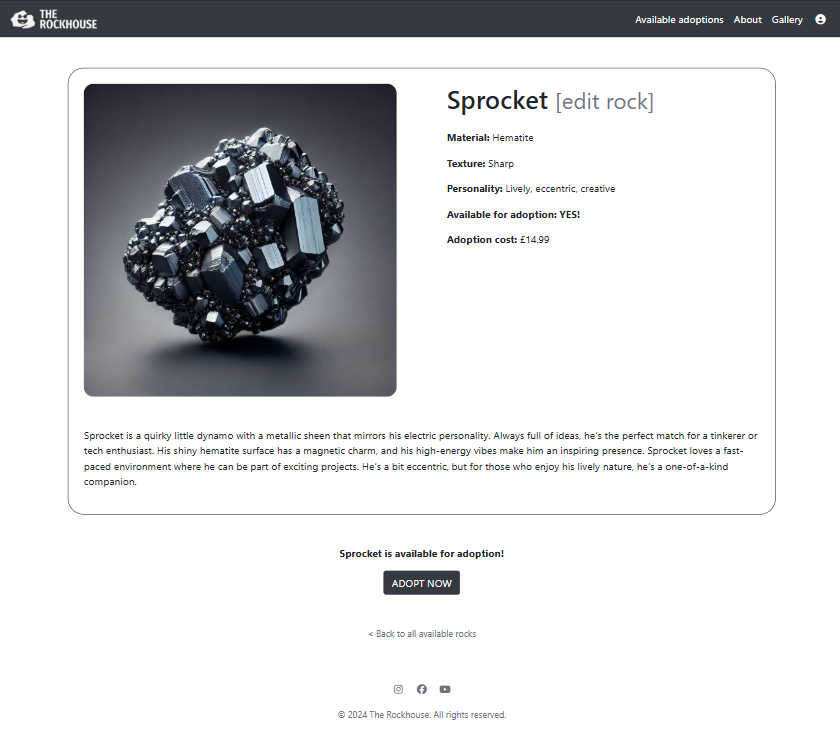 THE
ROCKHOUSE
Available adoptions About Gallery
Sprocket [edit rock]
Material: Hematite
Texture: Sharp
Personality: Lively, eccentric, creative
Available for adoption: YES!
Adoption cost: £14.99
Sprocket is a quirky little dynamo with a metallic sheen that mirrors his electric personality. Always full of ideas, he's the perfect match for a tinkerer or
tech enthusiast. His shiny hematite surface has a magnetic charm, and his high-energy vibes make him an inspiring presence. Sprocket loves a fast-
paced environment where he can be part of exciting projects. He's a bit eccentric, but for those who enjoy his lively nature, he's a one-of-a-kind
companion.
Sprocket is available for adoption!
ADOPT NOW
< Back to all available rocks
© 2024 The Rockhouse. All rights reserved.